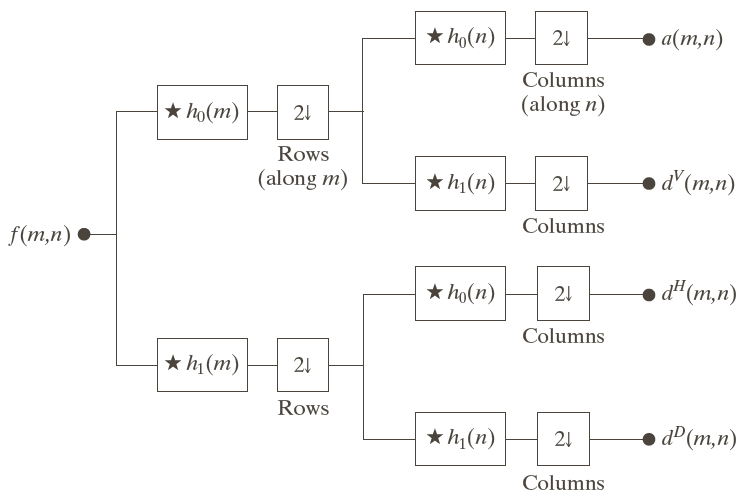 ★ h₀(n)
2↓
a(m,n)
Columns
(along n)
★ h₀(m)
2↓
Rows
(along m)
★ h₁(n)
2↓
dⱽ(m,n)
Columns
f(m,n)
★ h₀(n)
2↓
dᴴ(m,n)
Columns
★ h₁(m)
2↓
Rows
★ h₁(n)
2↓
dᴰ(m,n)
Columns